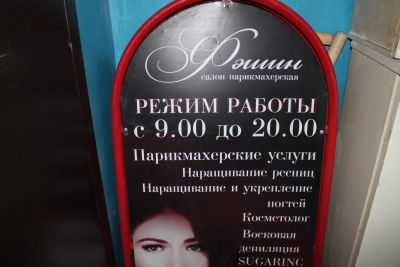 Фэшин
салон-парикмахерская
РЕЖИМ РАБОТЫ
с 9.00 до 20.00
Парикмахерские услуги
Наращивание ресниц
Наращивание и укрепление
ногтей
Косметолог
Восковая
депиляция
SUGARING